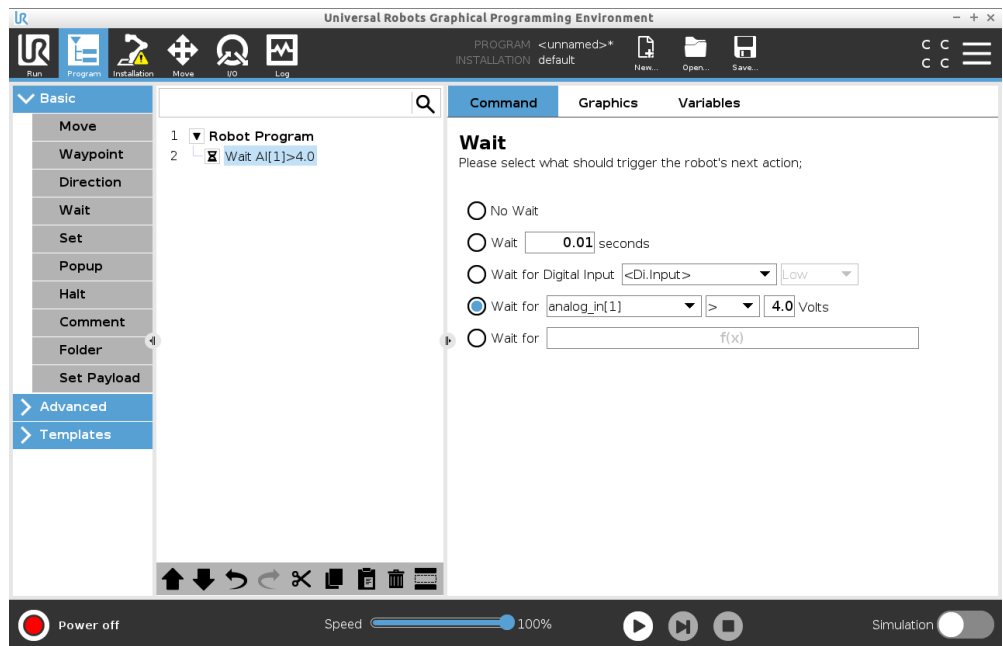 Universal Robots Graphical Programming Environment
PROGRAM <unnamed>*
INSTALLATION default
New... Open... Save...
Run Program Installation Move I/O Log
C C
C C
Basic
Move
Waypoint
Direction
Wait
Set
Popup
Halt
Comment
Folder
Set Payload
Advanced
Templates
1 Robot Program
2 Wait AI[1]>4.0
Command Graphics Variables
Wait
Please select what should trigger the robot's next action;
No Wait
Wait 0.01 seconds
Wait for Digital Input <Di.Input> Low
Wait for analog_in[1] > 4.0 Volts
Wait for f(x)
Power off
Speed 100%
Simulation